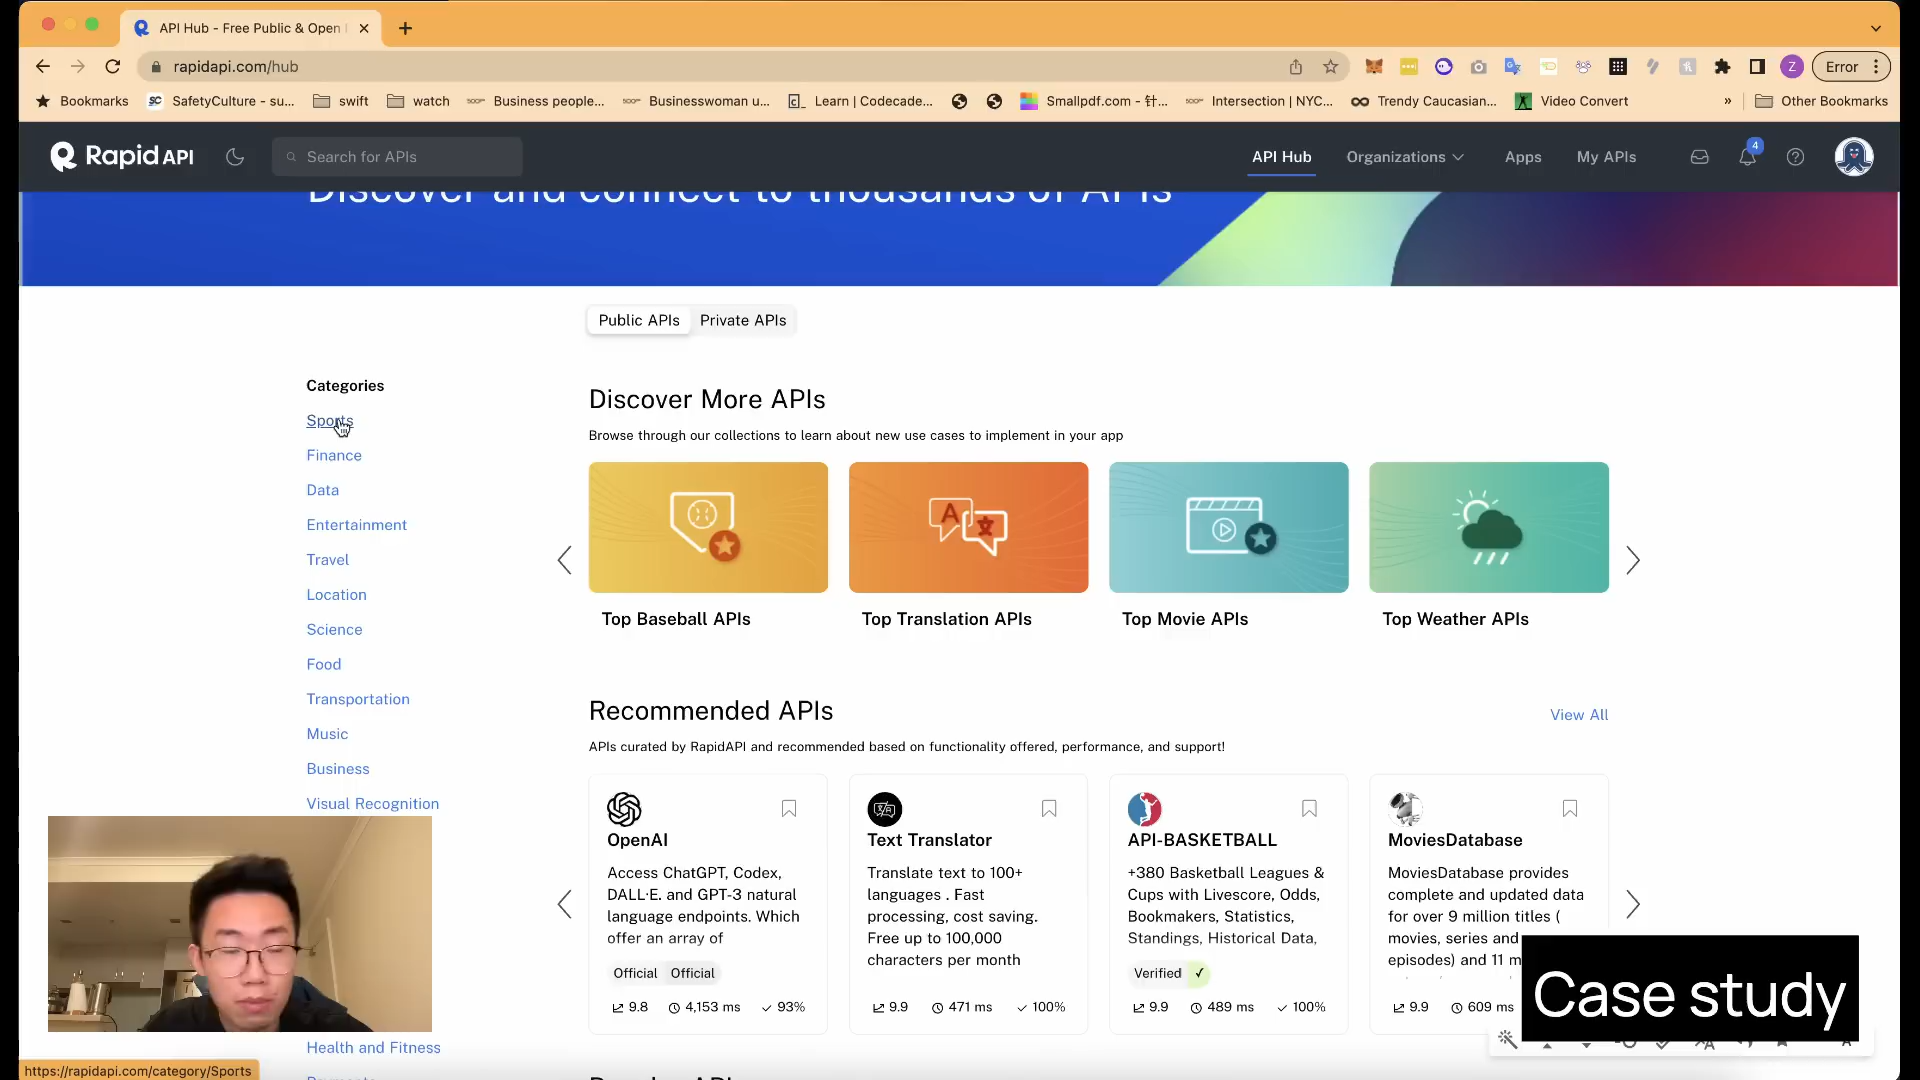 API Hub - Free Public & Open
rapidapi.com/hub
Error
Bookmarks
SafetyCulture - su...
swift
watch
Business people...
Businesswoman u...
Learn | Codecade...
Smallpdf.com - 针...
Intersection | NYC...
Trendy Caucasian...
Video Convert
»
Other Bookmarks
Rapid API
Search for APIs
API Hub
Organizations
Apps
My APIs
4
Discover and connect to thousands of APIs
Public APIs
Private APIs
Categories
Sports
Finance
Data
Entertainment
Travel
Location
Science
Food
Transportation
Music
Business
Visual Recognition
Health and Fitness
Discover More APIs
Browse through our collections to learn about new use cases to implement in your app
Top Baseball APIs
Top Translation APIs
Top Movie APIs
Top Weather APIs
Recommended APIs
View All
APIs curated by RapidAPI and recommended based on functionality offered, performance, and support!
OpenAI
Access ChatGPT, Codex,
DALL·E. and GPT-3 natural
language endpoints. Which
offer an array of
Official Official
9.8 4,153 ms 93%
Text Translator
Translate text to 100+
languages . Fast
processing, cost saving.
Free up to 100,000
characters per month
9.9 471 ms 100%
API-BASKETBALL
+380 Basketball Leagues &
Cups with Livescore, Odds,
Bookmakers, Statistics,
Standings, Historical Data,
Verified ✓
9.9 489 ms 100%
MoviesDatabase
MoviesDatabase provides
complete and updated data
for over 9 million titles (
movies, series and
episodes) and 11 m
9.9 609 ms
Case study
https://rapidapi.com/category/Sports